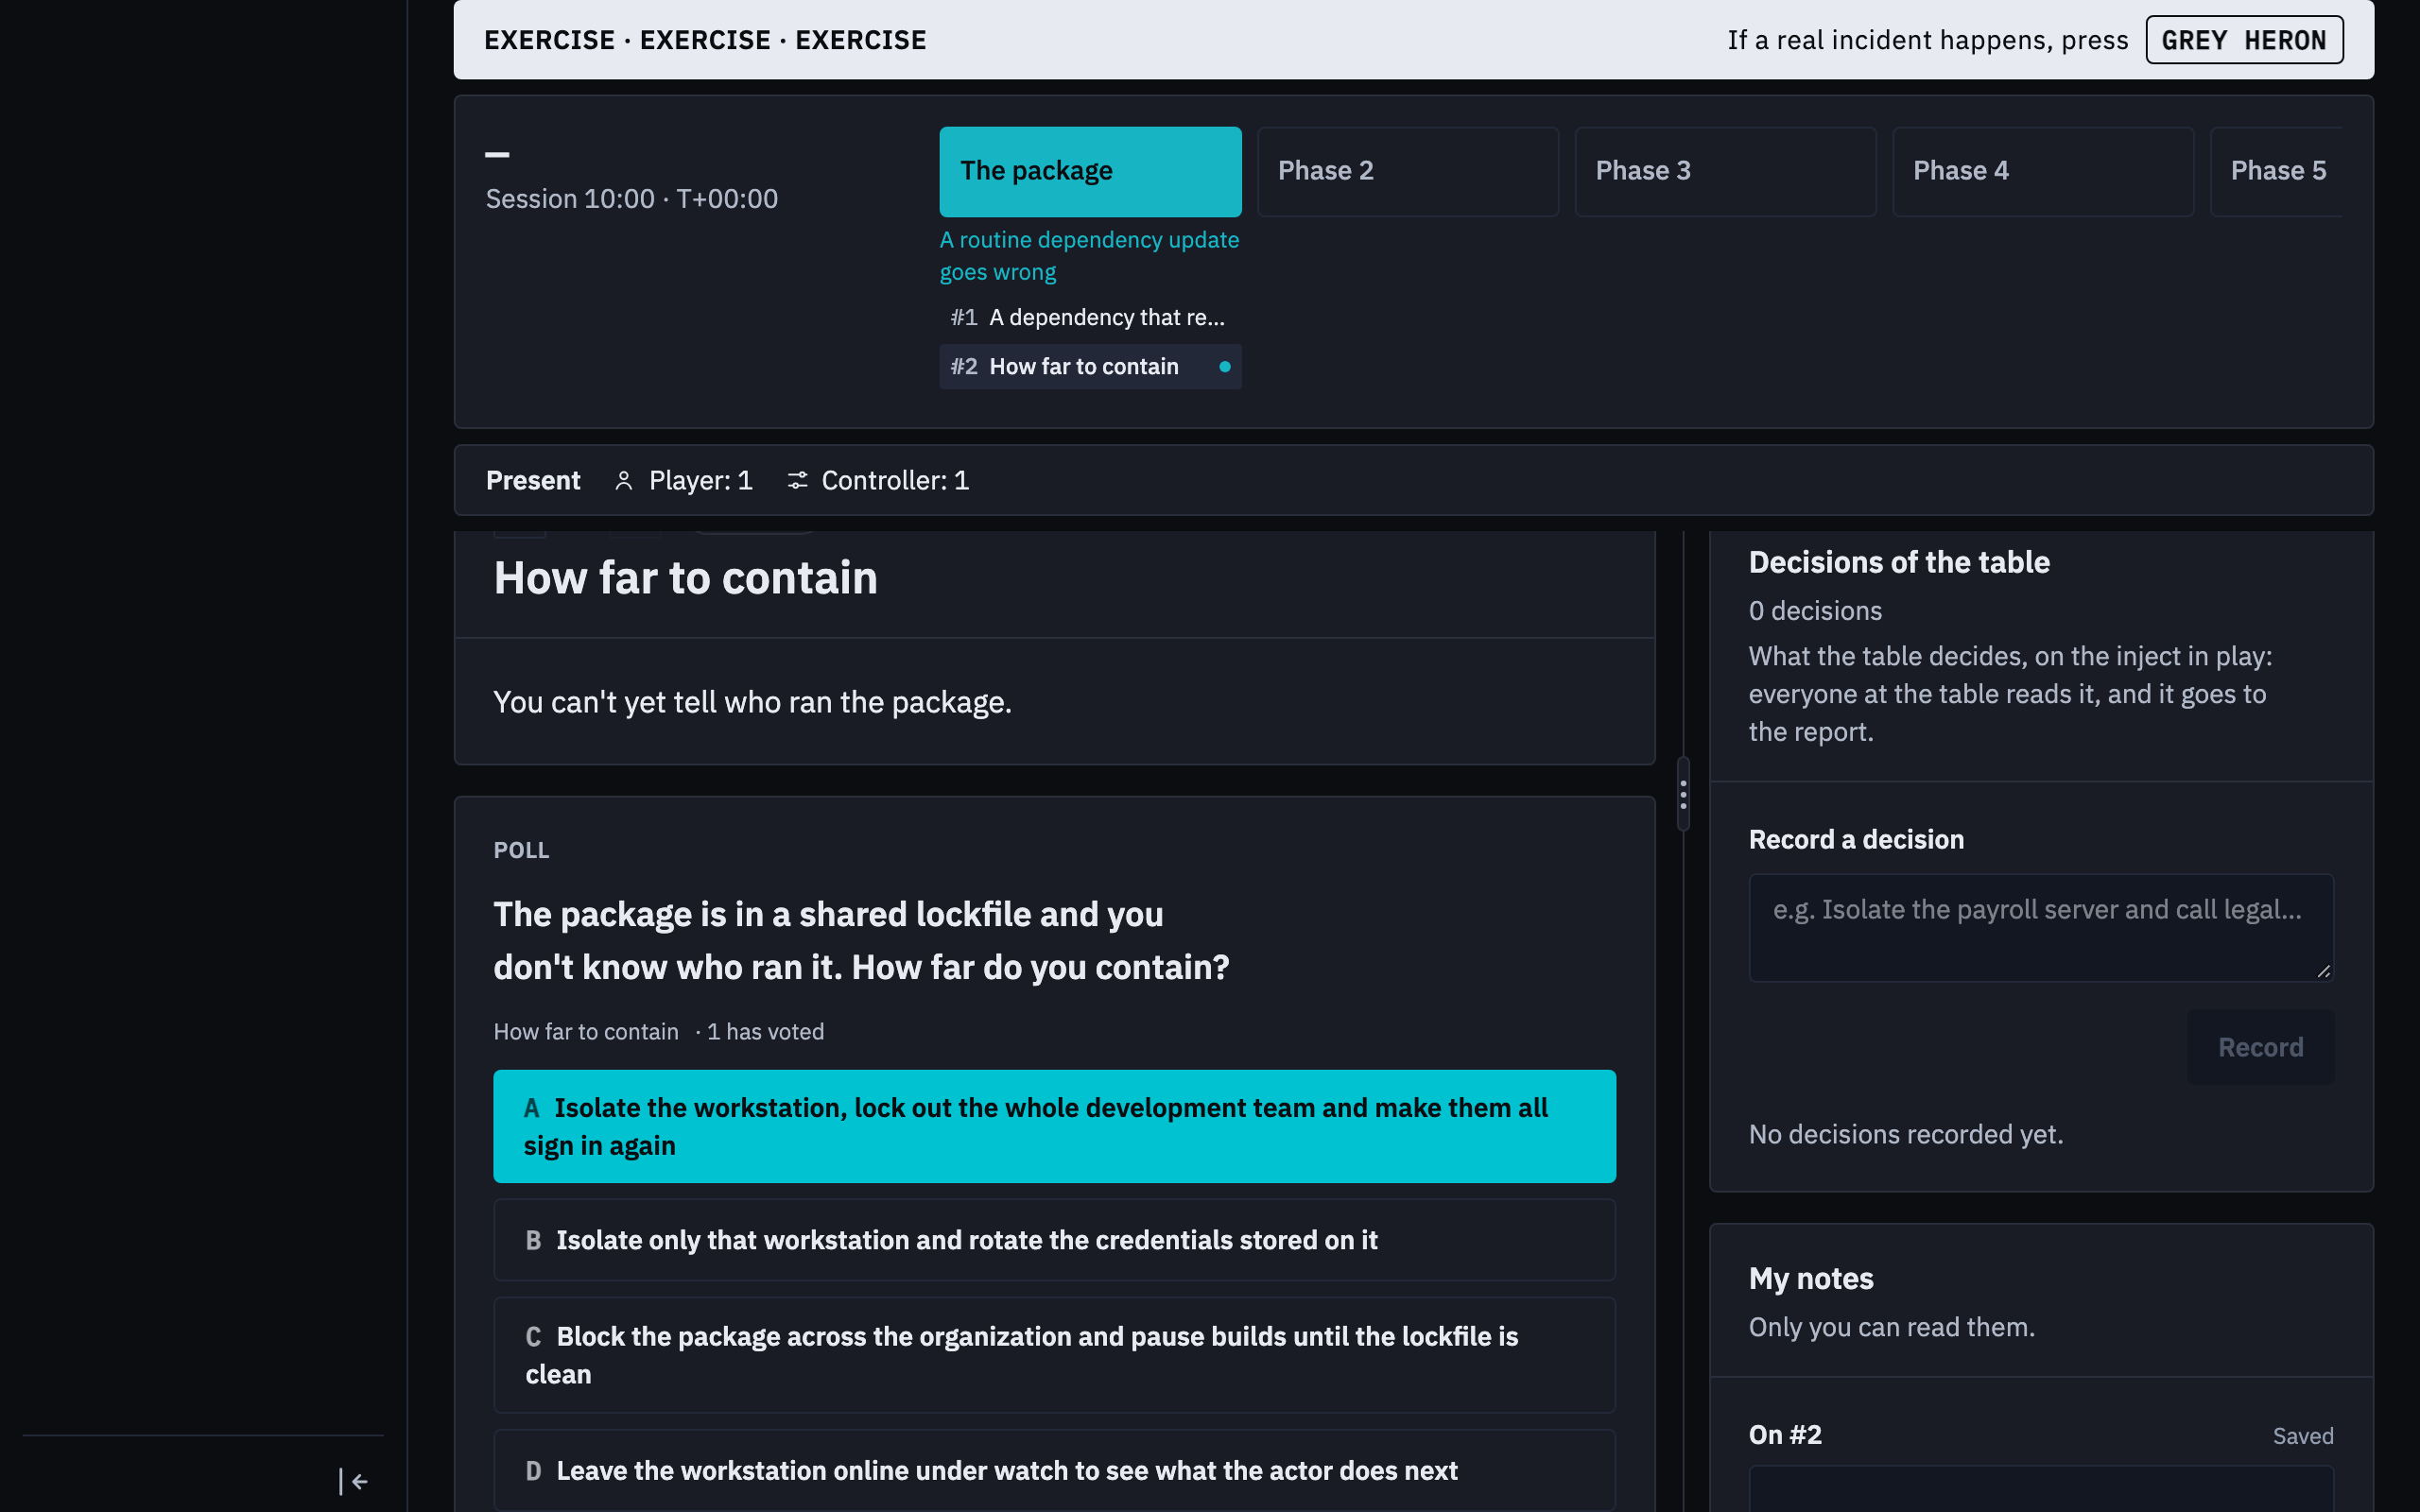 EXERCISE · EXERCISE · EXERCISE
If a real incident happens, press GREY HERON
–
Session 10:00 · T+00:00
The package
Phase 2
Phase 3
Phase 4
Phase 5
A routine dependency update
goes wrong
#1 A dependency that re...
#2 How far to contain
Present Player: 1 Controller: 1
How far to contain
You can't yet tell who ran the package.
POLL
The package is in a shared lockfile and you
don't know who ran it. How far do you contain?
How far to contain · 1 has voted
A Isolate the workstation, lock out the whole development team and make them all
sign in again
B Isolate only that workstation and rotate the credentials stored on it
C Block the package across the organization and pause builds until the lockfile is
clean
D Leave the workstation online under watch to see what the actor does next
Decisions of the table
0 decisions
What the table decides, on the inject in play:
everyone at the table reads it, and it goes to
the report.
Record a decision
e.g. Isolate the payroll server and call legal...
Record
No decisions recorded yet.
My notes
Only you can read them.
On #2
Saved